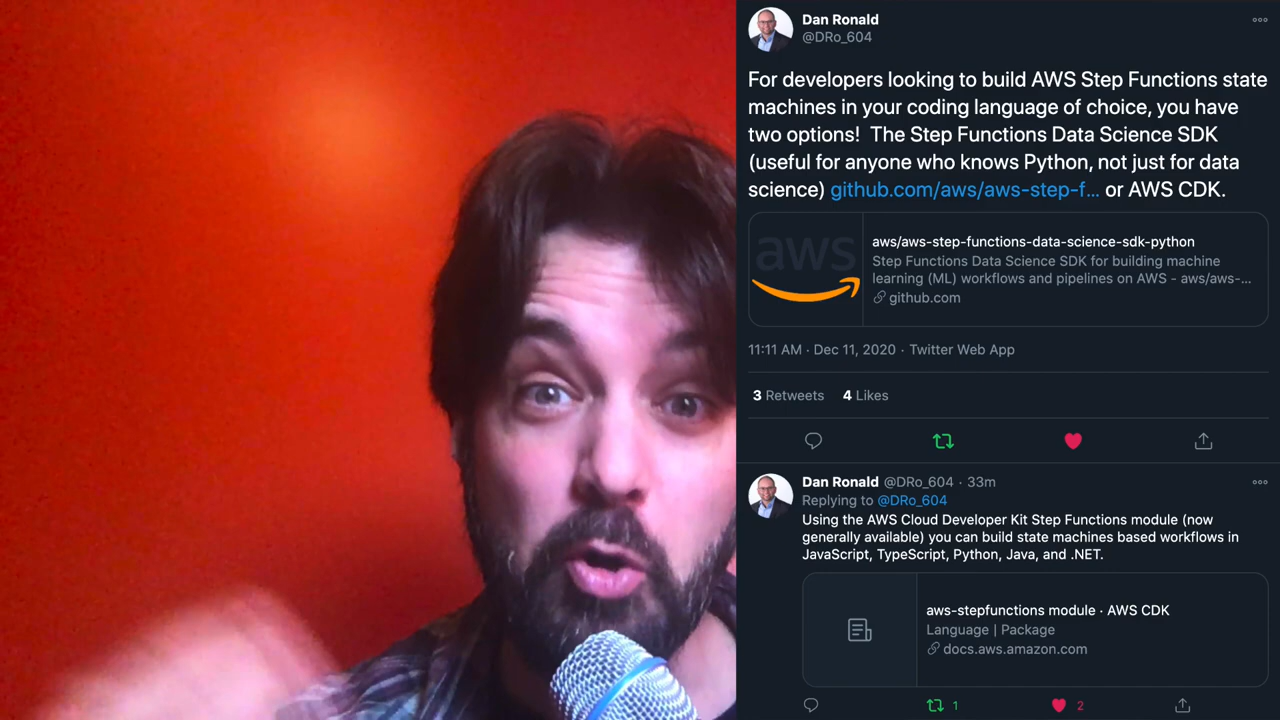 Dan Ronald
@DRo_604
For developers looking to build AWS Step Functions state
machines in your coding language of choice, you have
two options!  The Step Functions Data Science SDK
(useful for anyone who knows Python, not just for data
science) github.com/aws/aws-step-f... or AWS CDK.
aws
aws/aws-step-functions-data-science-sdk-python
Step Functions Data Science SDK for building machine
learning (ML) workflows and pipelines on AWS - aws/aws-...
github.com
11:11 AM · Dec 11, 2020 · Twitter Web App
3 Retweets 4 Likes
Dan Ronald @DRo_604 · 33m
Replying to @DRo_604
Using the AWS Cloud Developer Kit Step Functions module (now
generally available) you can build state machines based workflows in
JavaScript, TypeScript, Python, Java, and .NET.
aws-stepfunctions module · AWS CDK
Language | Package
docs.aws.amazon.com
1 2